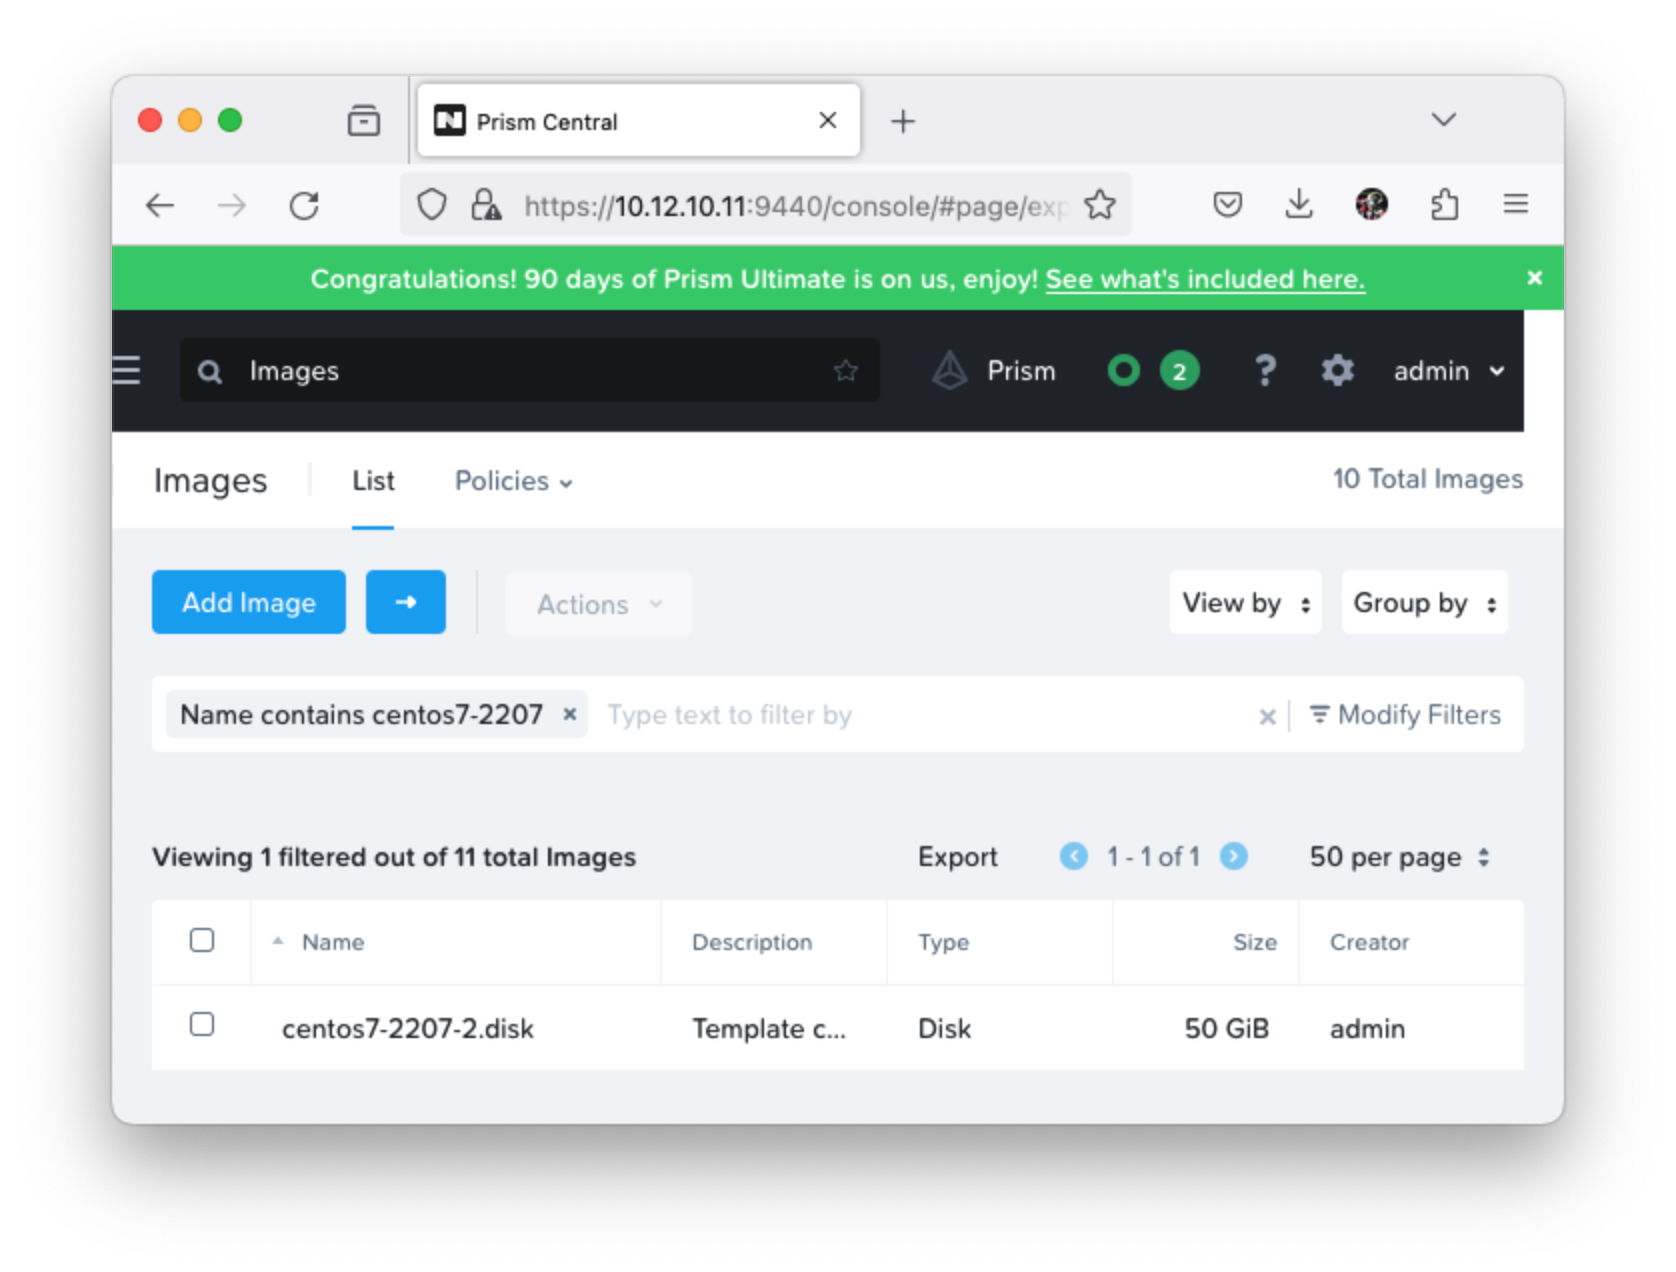 Prism Central
https://10.12.10.11:9440/console/#page/exp
Congratulations! 90 days of Prism Ultimate is on us, enjoy! See what's included here.
Images
Prism
2
?
admin
Images
List
Policies
10 Total Images
Add Image
Actions
View by
Group by
Name contains centos7-2207
Type text to filter by
Modify Filters
Viewing 1 filtered out of 11 total Images
Export
1 - 1 of 1
50 per page
Name
Description
Type
Size
Creator
centos7-2207-2.disk
Template c...
Disk
50 GiB
admin